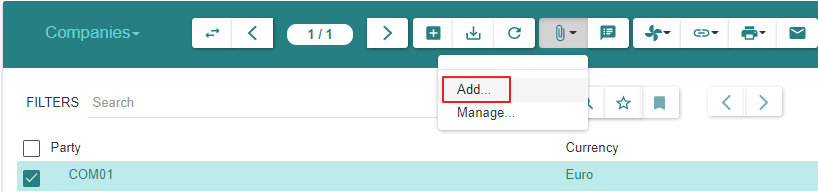 Companies
1 / 1
FILTERS Search
Add...
Manage...
Party Currency
COM01 Euro